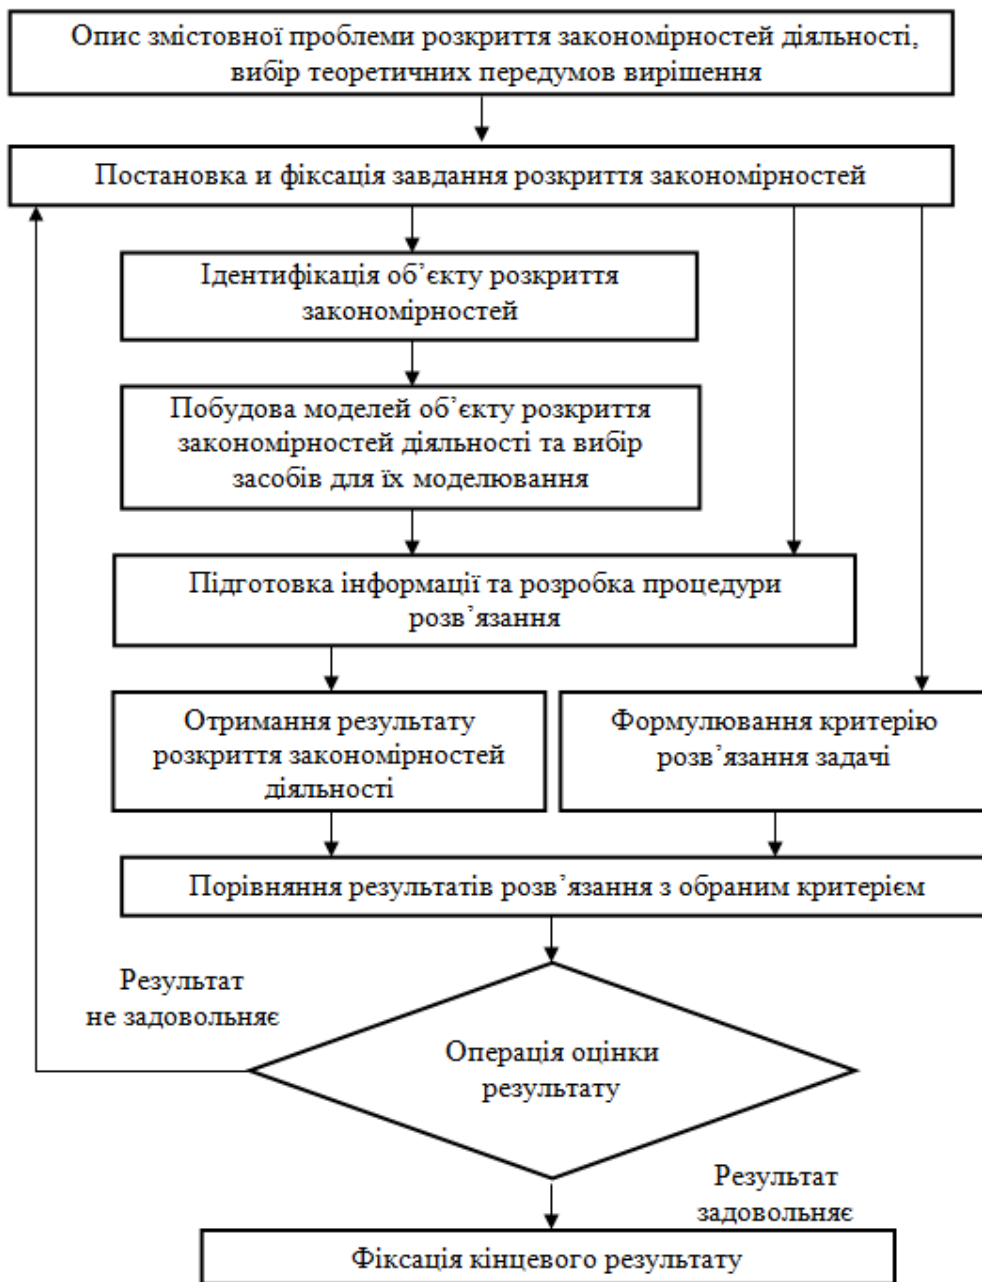 Опис змістовної проблеми розкриття закономірностей діяльності,
вибір теоретичних передумов вирішення
Постановка и фіксація завдання розкриття закономірностей
Ідентифікація об’єкту розкриття
закономірностей
Побудова моделей об’єкту розкриття
закономірностей діяльності та вибір
засобів для їх моделювання
Підготовка інформації та розробка процедури
розв’язання
Отримання результату
розкриття закономірностей
діяльності
Формулювання критерію
розв’язання задачі
Порівняння результатів розв’язання з обраним критерієм
Результат
не задовольняє
Операція оцінки
результату
Результат
задовольняє
Фіксація кінцевого результату